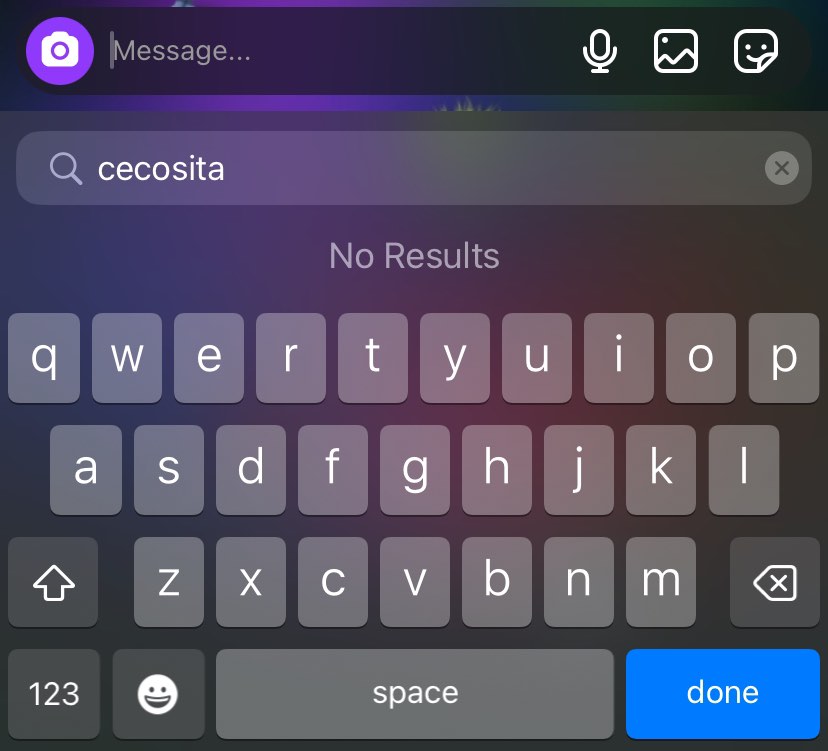 Message...
cecosita
No Results
q w e r t y u i o p
a s d f g h j k l
z x c v b n m
123 space done